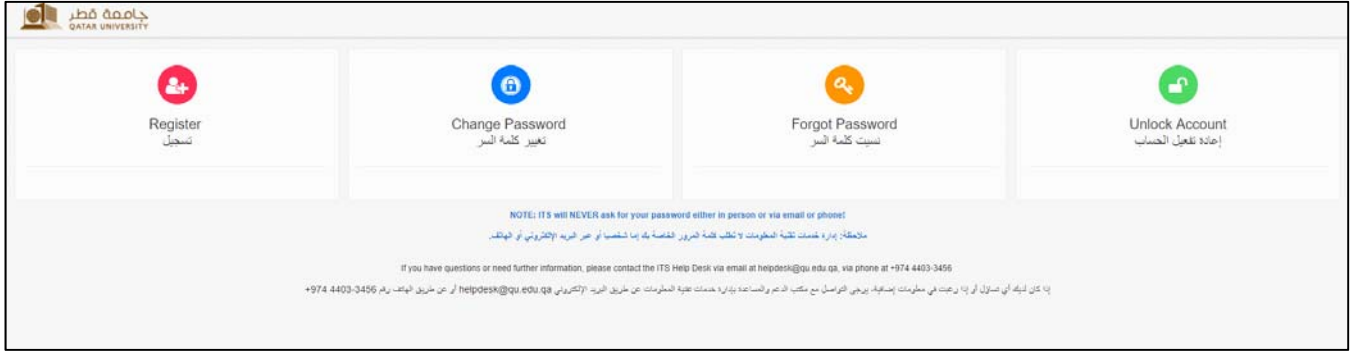 جامعة قطر
QATAR UNIVERSITY
Register
تسجيل
Change Password
تغيير كلمة السر
Forgot Password
نسيت كلمة السر
Unlock Account
إعادة تفعيل الحساب
NOTE: ITS will NEVER ask for your password either in person or via email or phone!
ملاحظة: إدارة خدمات تقنية المعلومات لا تطلب كلمة المرور الخاصة بك إما شخصيا أو عبر البريد الإلكتروني أو الهاتف.
If you have questions or need further information, please contact the ITS Help Desk via email at helpdesk@qu.edu.qa, via phone at +974 4403-3456
إذا كان لديك أي تساؤل أو إذا رغبت في معلومات إضافية، يرجى التواصل مع مكتب الدعم والمساعدة بإدارة خدمات تقنية المعلومات عن طريق البريد الإلكتروني helpdesk@qu.edu.qa أو عن طريق الهاتف رقم 3456-4403 974+